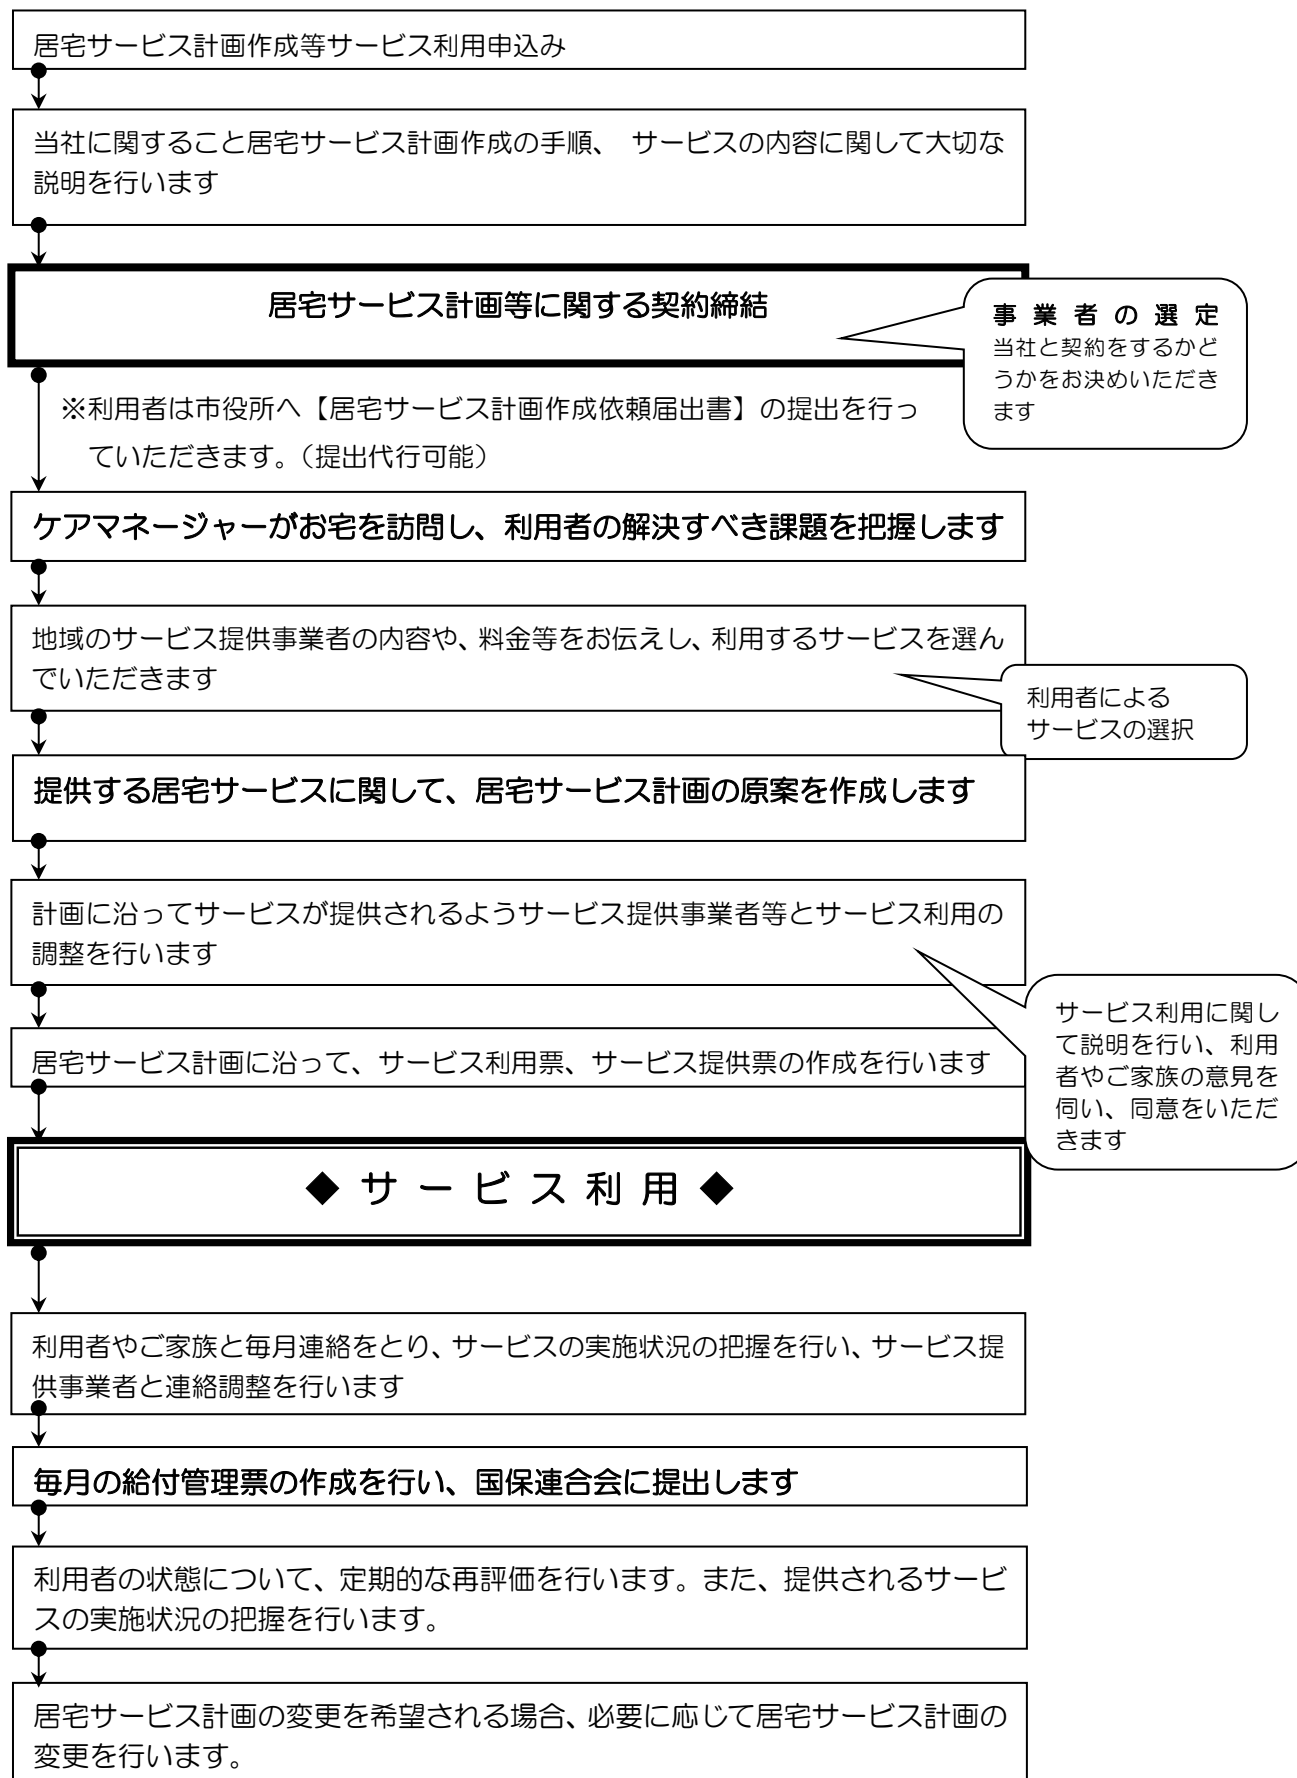 居宅サービス計画作成等サービス利用申込み
当社に関すること居宅サービス計画作成の手順、 サービスの内容に関して大切な
説明を行います
居宅サービス計画等に関する契約締結
事業者の選定
当社と契約をするかど
うかをお決めいただき
ます
※利用者は市役所へ【居宅サービス計画作成依頼届出書】の提出を行っ
ていただきます。（提出代行可能）
ケアマネージャーがお宅を訪問し、利用者の解決すべき課題を把握します
地域のサービス提供事業者の内容や、料金等をお伝えし、利用するサービスを選ん
でいただきます
利用者による
サービスの選択
提供する居宅サービスに関して、居宅サービス計画の原案を作成します
計画に沿ってサービスが提供されるようサービス提供事業者等とサービス利用の
調整を行います
サービス利用に関し
て説明を行い、利用
者やご家族の意見を
伺い、同意をいただ
きます
居宅サービス計画に沿って、サービス利用票、サービス提供票の作成を行います
◆サービス利用◆
利用者やご家族と毎月連絡をとり、サービスの実施状況の把握を行い、サービス提
供事業者と連絡調整を行います
毎月の給付管理票の作成を行い、国保連合会に提出します
利用者の状態について、定期的な再評価を行います。また、提供されるサービ
スの実施状況の把握を行います。
居宅サービス計画の変更を希望される場合、必要に応じて居宅サービス計画の
変更を行います。